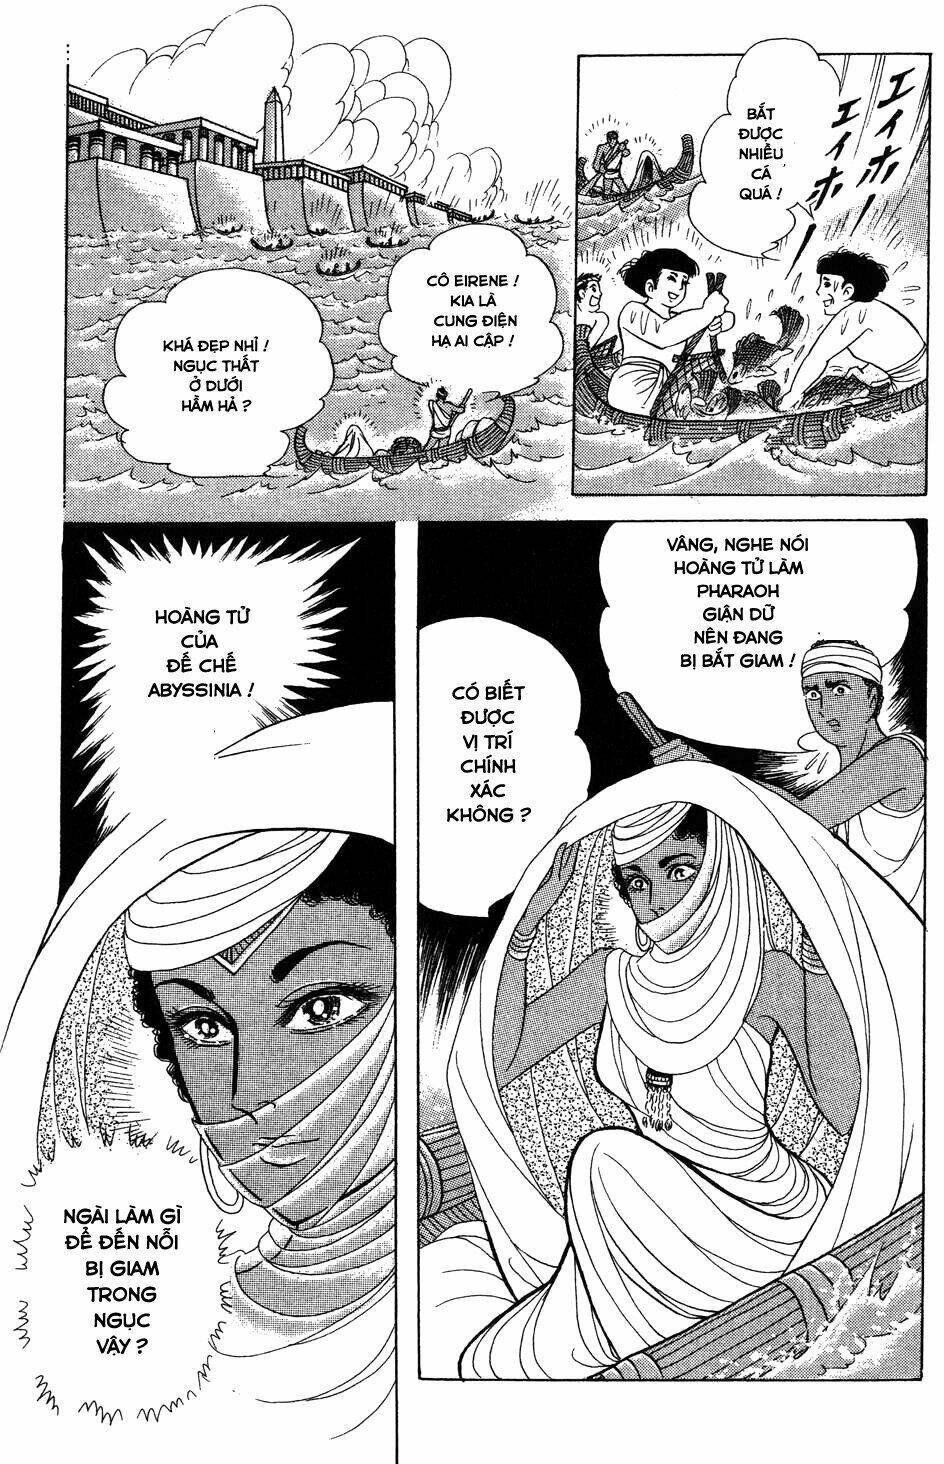 エイホー
エイホー
BẮT
ĐƯỢC
NHIỀU
CÁ
QUÁ !
CÔ EIRENE !
KIA LÀ
CUNG ĐIỆN
HẠ AI CẬP !
KHÁ ĐẸP NHỈ !
NGỤC THẤT
Ở DƯỚI
HẦM HẢ ?
VÂNG, NGHE NÓI
HOÀNG TỬ LÀM
PHARAOH
GIẬN DỮ
NÊN ĐANG
BỊ BẮT GIAM !
CÓ BIẾT
ĐƯỢC
VỊ TRÍ
CHÍNH
XÁC
KHÔNG ?
HOÀNG TỬ
CỦA
ĐẾ CHẾ
ABYSSINIA !
NGÀI LÀM GÌ
ĐỂ ĐẾN NỖI
BỊ GIAM
TRONG
NGỤC
VẬY ?